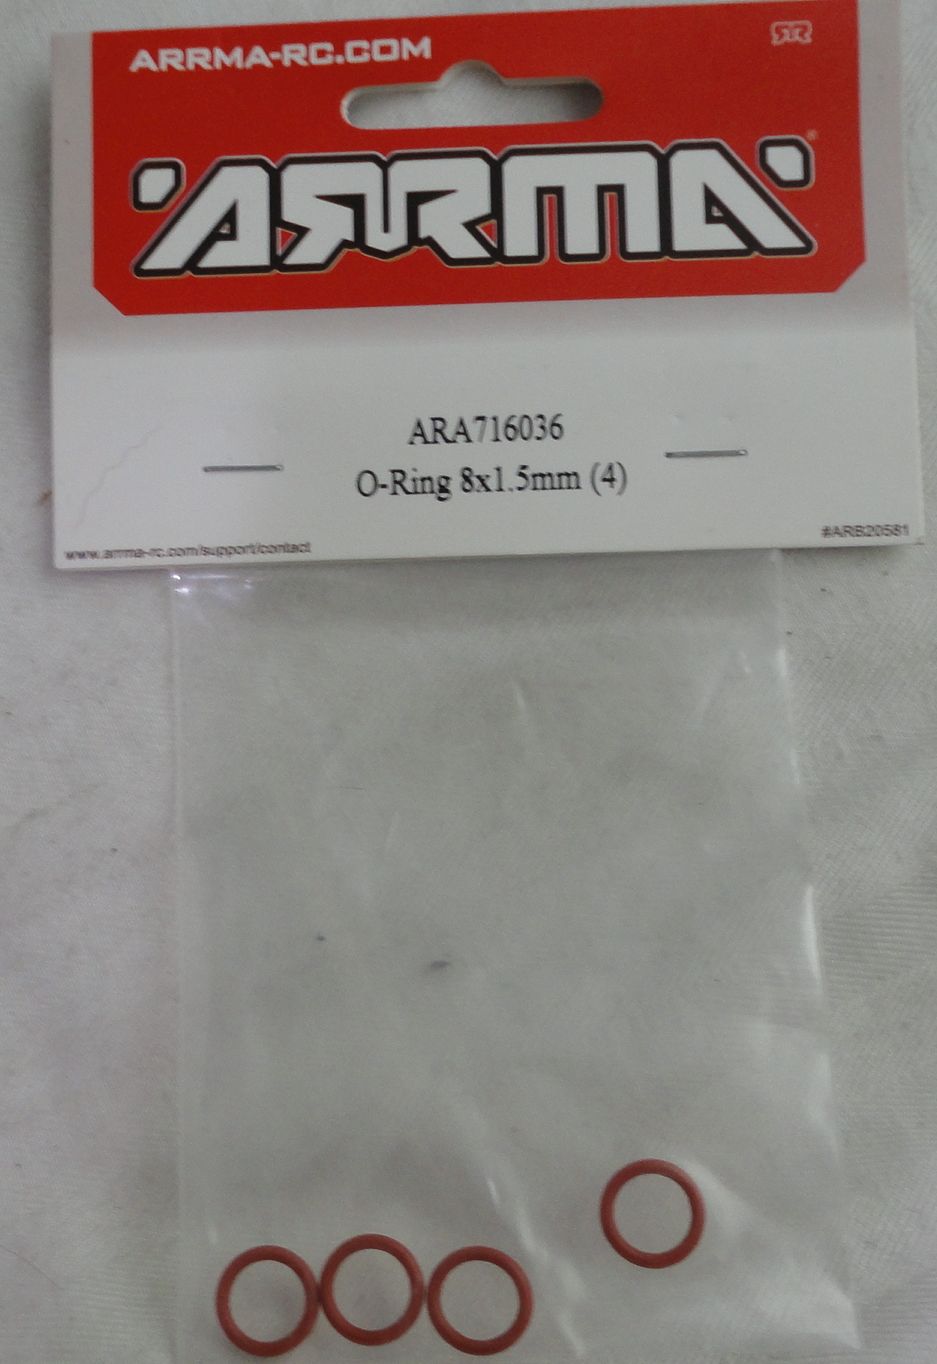 ARRMA-RC.COM
ARRMA®
ARA716036
O-Ring 8x1.5mm (4)
#ARB20581
www.arrma-rc.com/support/contact